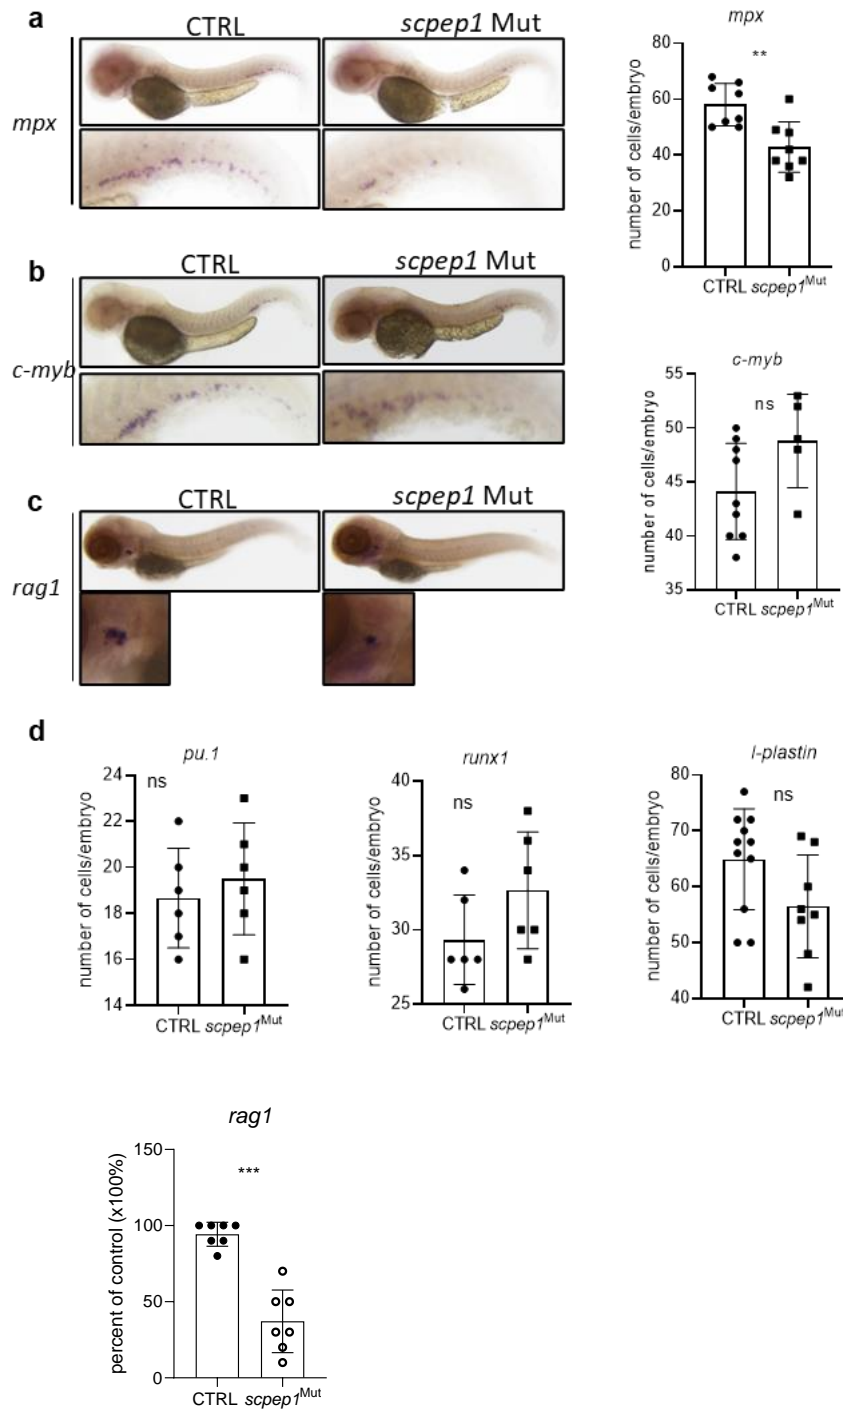 a
CTRL
scpep1 Mut
mpx
mpx
**
number of cells/embryo
80
60
40
20
0
CTRL scpep1Mut
b
CTRL
scpep1 Mut
c-myb
c-myb
ns
number of cells/embryo
55
50
45
40
35
CTRL scpep1Mut
c
CTRL
scpep1 Mut
rag1
d
pu.1
ns
number of cells/embryo
24
22
20
18
16
14
CTRL scpep1Mut
runx1
ns
number of cells/embryo
40
35
30
25
CTRL scpep1Mut
l-plastin
ns
number of cells/embryo
80
70
60
50
40
CTRL scpep1Mut
rag1
***
percent of control (x100%)
150
100
50
0
CTRL scpep1Mut